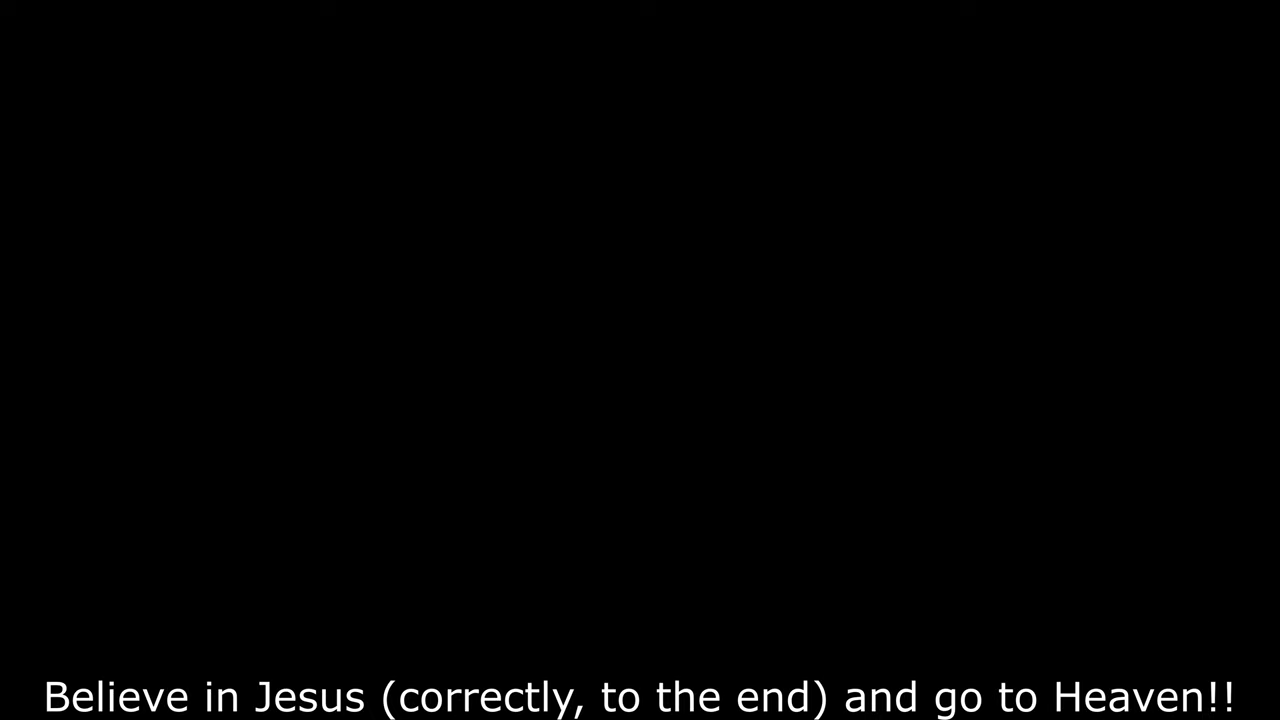 Believe in Jesus (correctly, to the end) and go to Heaven!!